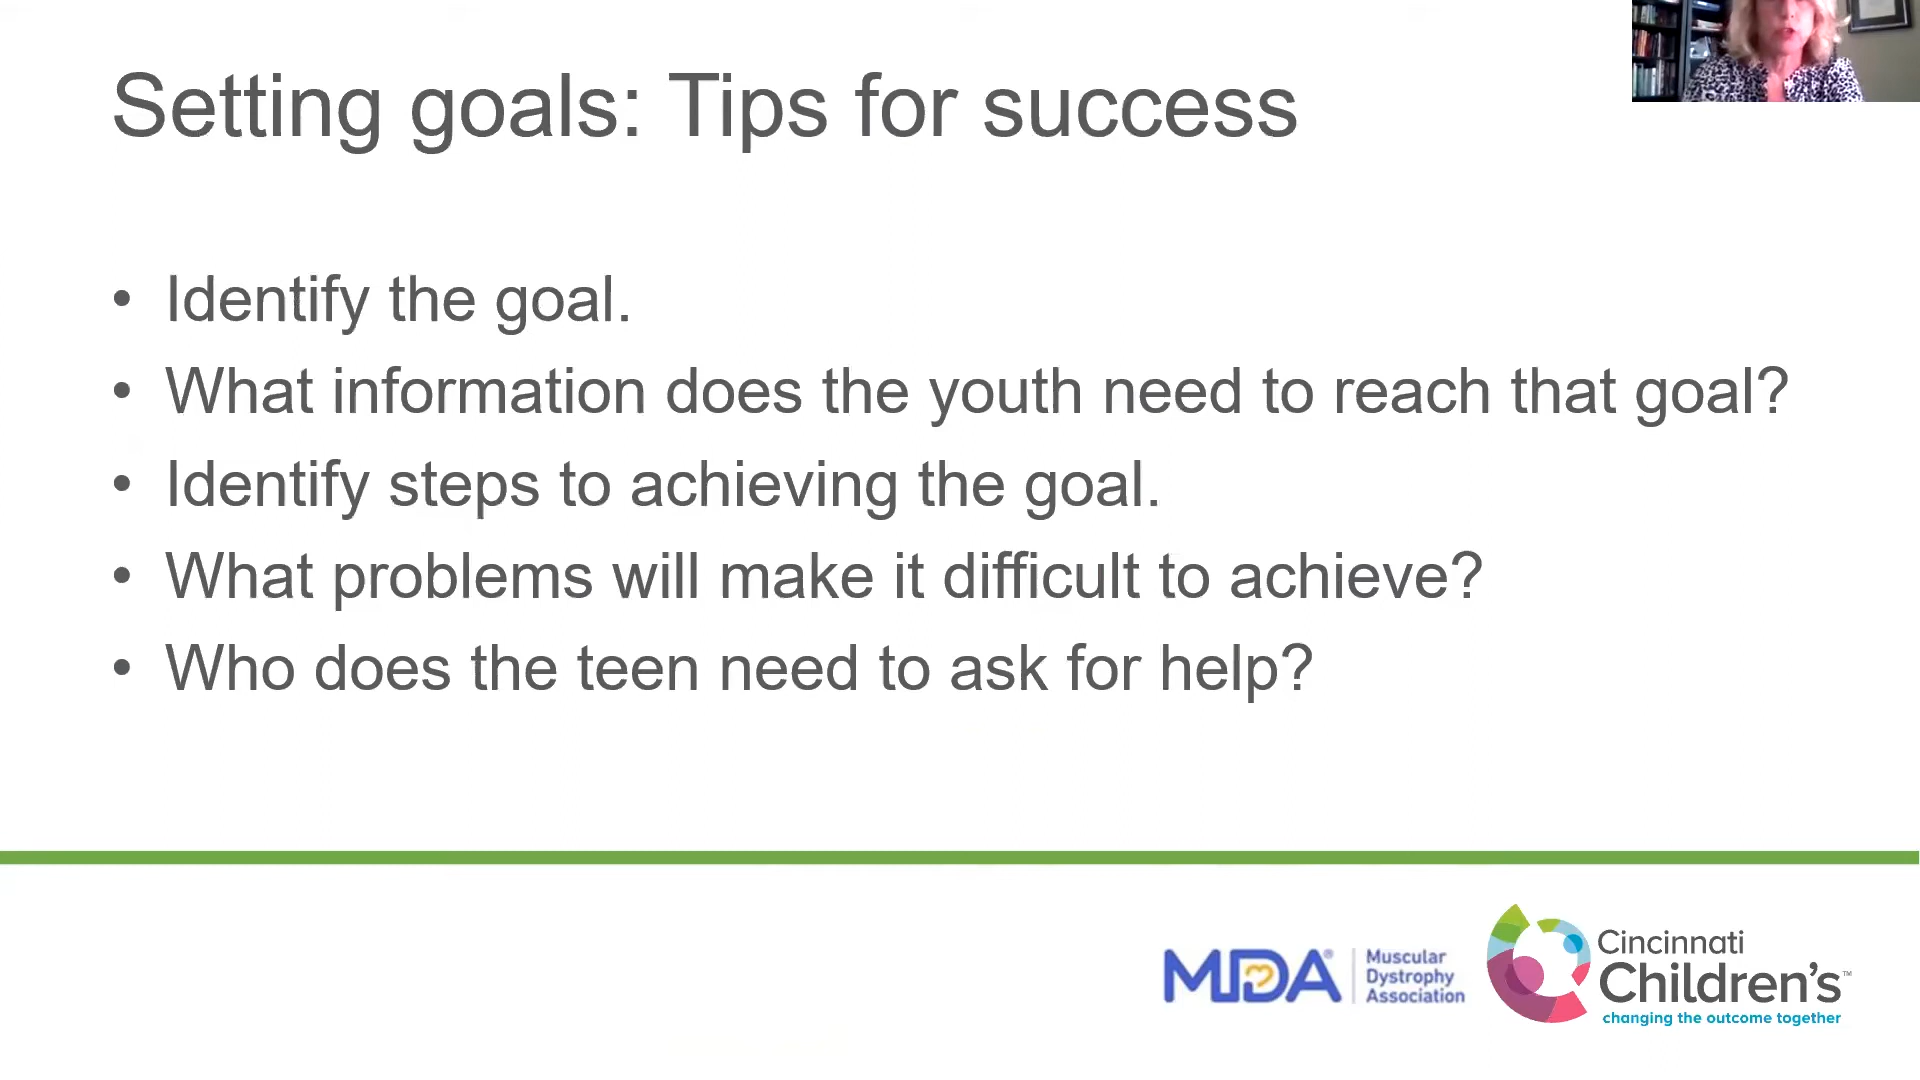 Setting goals: Tips for success
• Identify the goal.
• What information does the youth need to reach that goal?
• Identify steps to achieving the goal.
• What problems will make it difficult to achieve?
• Who does the teen need to ask for help?
MDA® Muscular
Dystrophy
Association
Cincinnati
Children's™
changing the outcome together